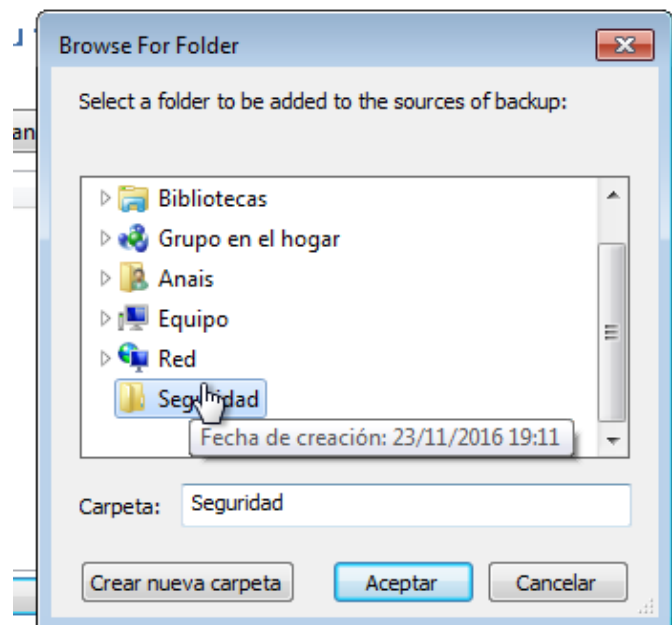 Browse For Folder
Select a folder to be added to the sources of backup:
an
Bibliotecas
Grupo en el hogar
Anais
Equipo
Red
Seguridad
Fecha de creación: 23/11/2016 19:11
Carpeta: Seguridad
Crear nueva carpeta Aceptar Cancelar